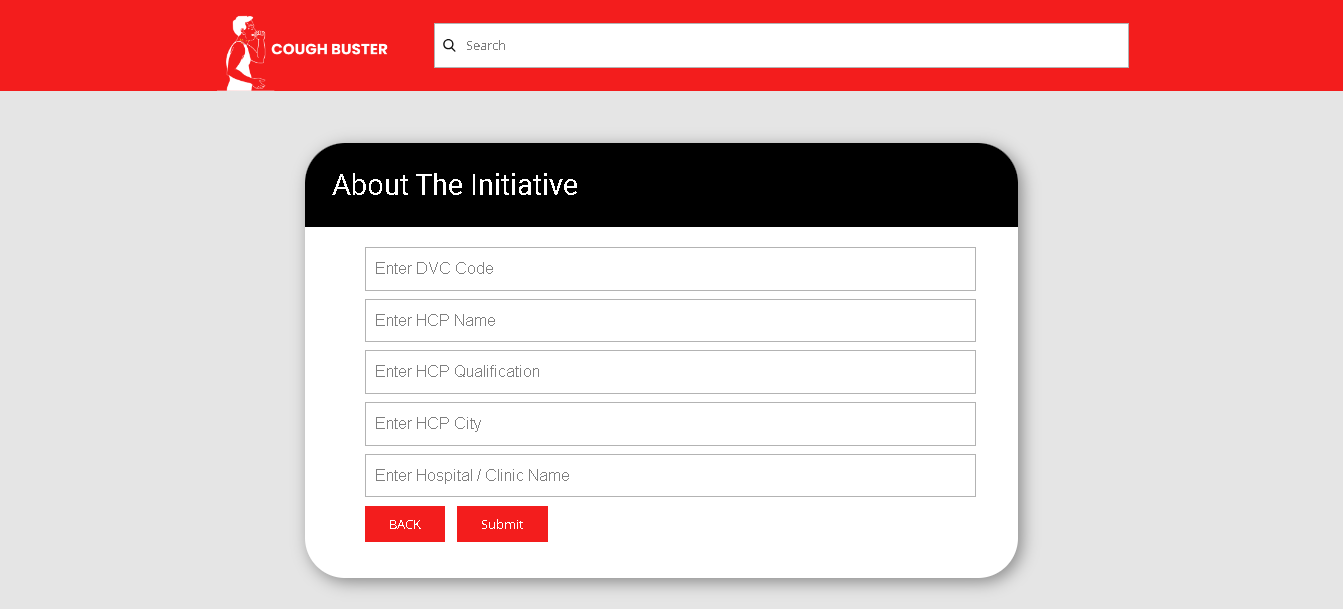 COUGH BUSTER
Search
About The Initiative
Enter DVC Code
Enter HCP Name
Enter HCP Qualification
Enter HCP City
Enter Hospital / Clinic Name
BACK
Submit